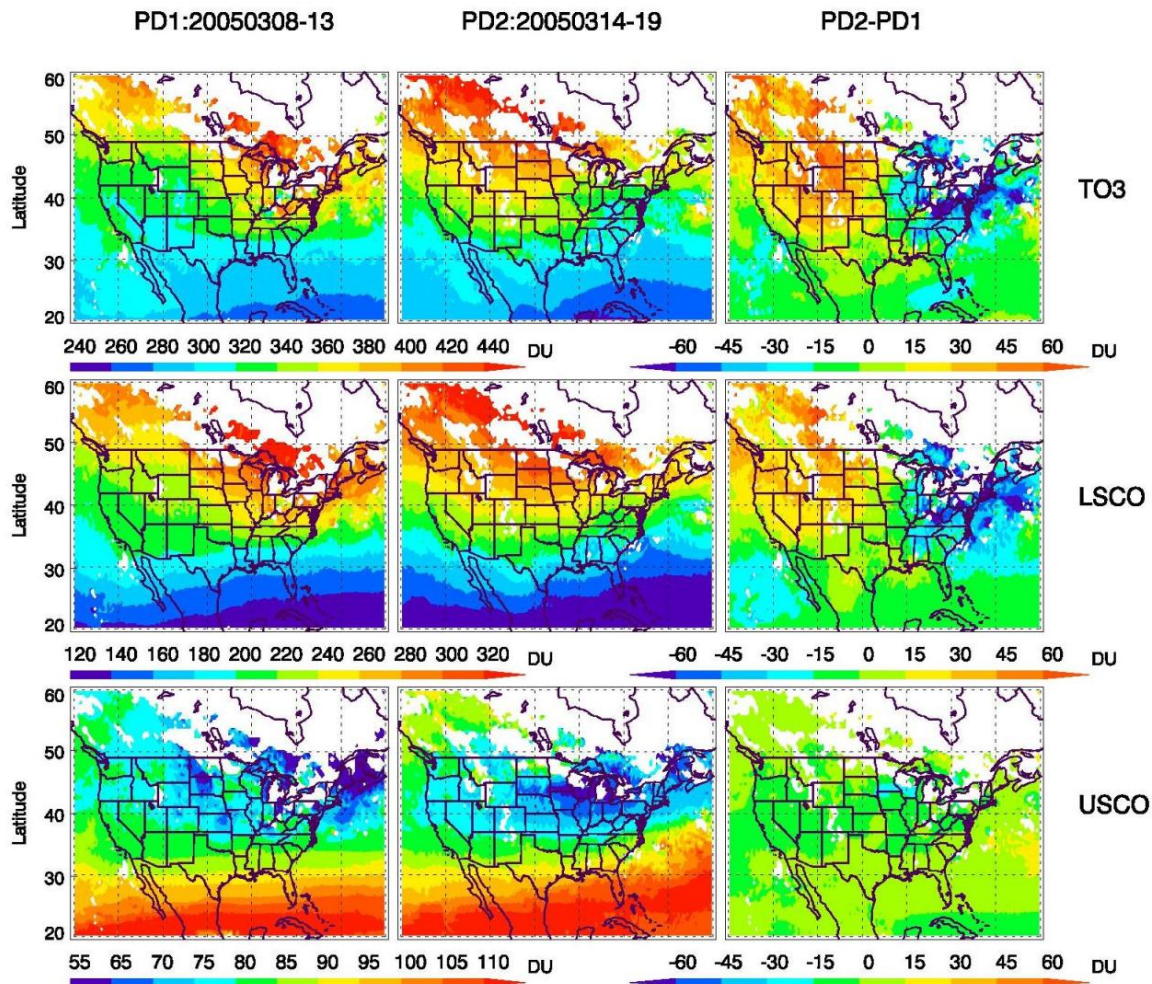 PD1:20050308-13 PD2:20050314-19 PD2-PD1
60
50
Latitude
40
30
20
TO3
240 260 280 300 320 340 360 380 400 420 440 DU -60 -45 -30 -15 0 15 30 45 60 DU
60
50
Latitude
40
30
20
LSCO
120 140 160 180 200 220 240 260 280 300 320 DU -60 -45 -30 -15 0 15 30 45 60 DU
60
50
Latitude
40
30
20
USCO
55 65 70 75 80 85 90 95 100 105 110 DU -60 -45 -30 -15 0 15 30 45 60 DU